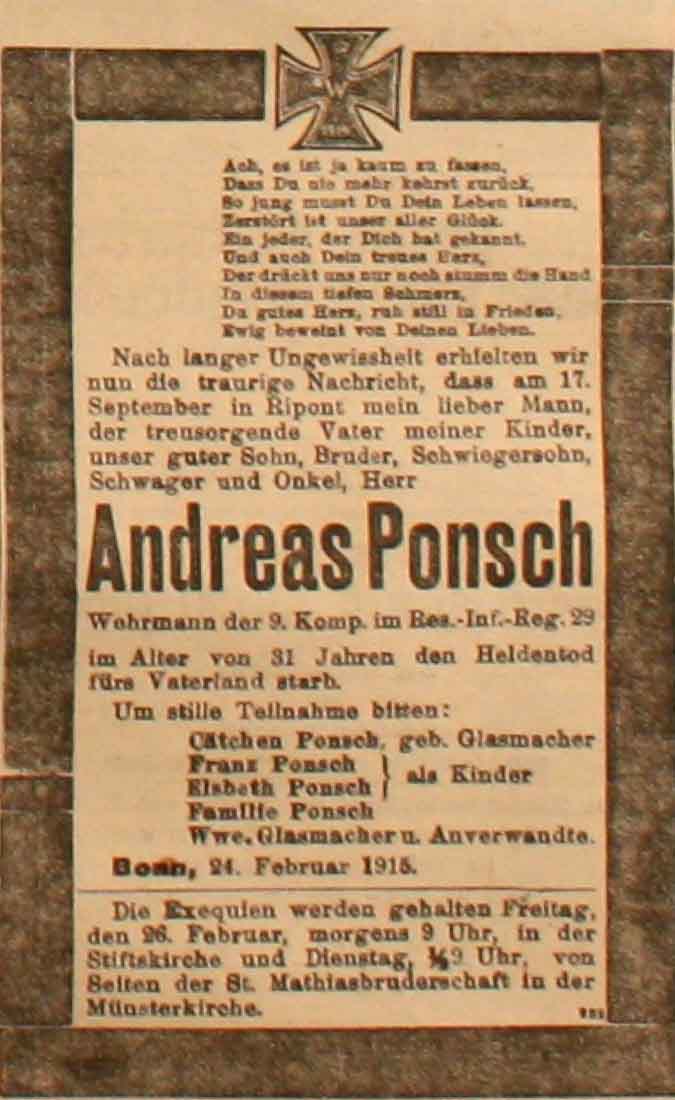 W
1914
Ach, es ist ja kaum zu fassen,
Dass Du nie mehr kehrst zurück,
So jung musst Du Dein Leben lassen,
Zerstört ist unser aller Glück.
Ein jeder, der Dich hat gekannt,
Und auch Dein treues Herz,
Der drückt uns nur noch stumm die Hand
In diesem tiefen Schmerz,
Du gutes Herz, ruh still in Frieden,
Ewig beweint von Deinen Lieben.
Nach langer Ungewissheit erhielten wir
nun die traurige Nachricht, dass am 17.
September in Ripont mein lieber Mann,
der treusorgende Vater meiner Kinder,
unser guter Sohn, Bruder, Schwiegersohn,
Schwager und Onkel, Herr
Andreas Ponsch
Wehrmann der 9. Komp. im Res.-Inf.-Reg. 29
im Alter von 31 Jahren den Heldentod
fürs Vaterland starb.
Um stille Teilnahme bitten:
Cätchen Ponsch, geb. Glasmacher
Franz Ponsch
Elsbeth Ponsch } als Kinder
Familie Ponsch
Wwe. Glasmacher u. Anverwandte.
Bonn, 24. Februar 1915.
Die Exequien werden gehalten Freitag,
den 26. Februar, morgens 9 Uhr, in der
Stiftskirche und Dienstag, ½9 Uhr, von
Seiten der St. Mathiasbruderschaft in der
Münsterkirche.